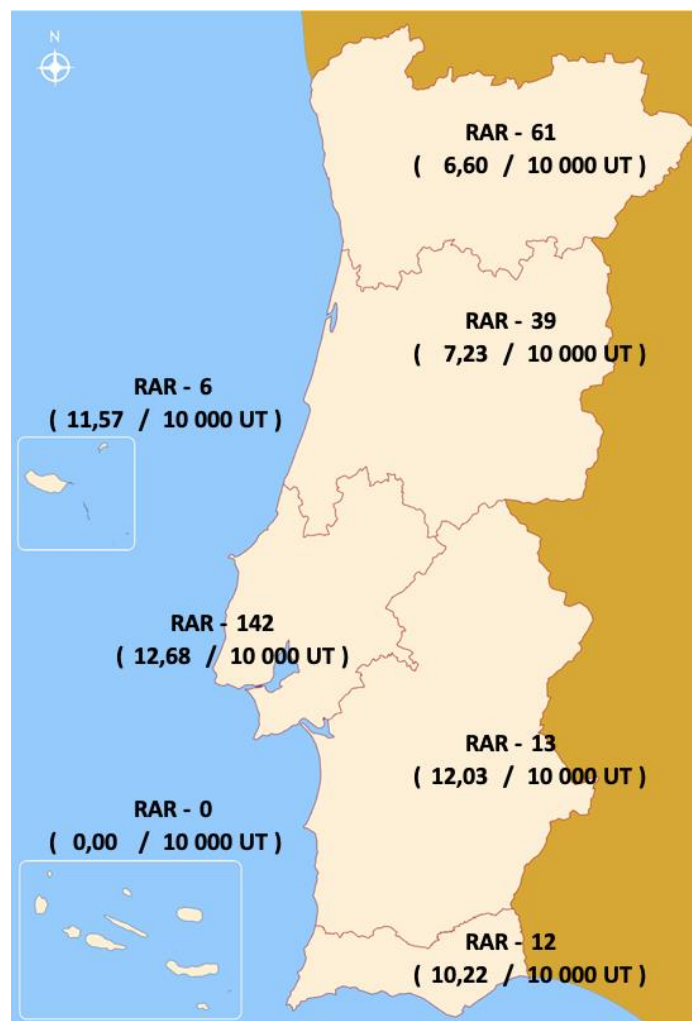 N
RAR - 61
( 6,60 / 10 000 UT )
RAR - 39
( 7,23 / 10 000 UT )
RAR - 6
( 11,57 / 10 000 UT )
RAR - 142
( 12,68 / 10 000 UT )
RAR - 13
( 12,03 / 10 000 UT )
RAR - 0
( 0,00 / 10 000 UT )
RAR - 12
( 10,22 / 10 000 UT )